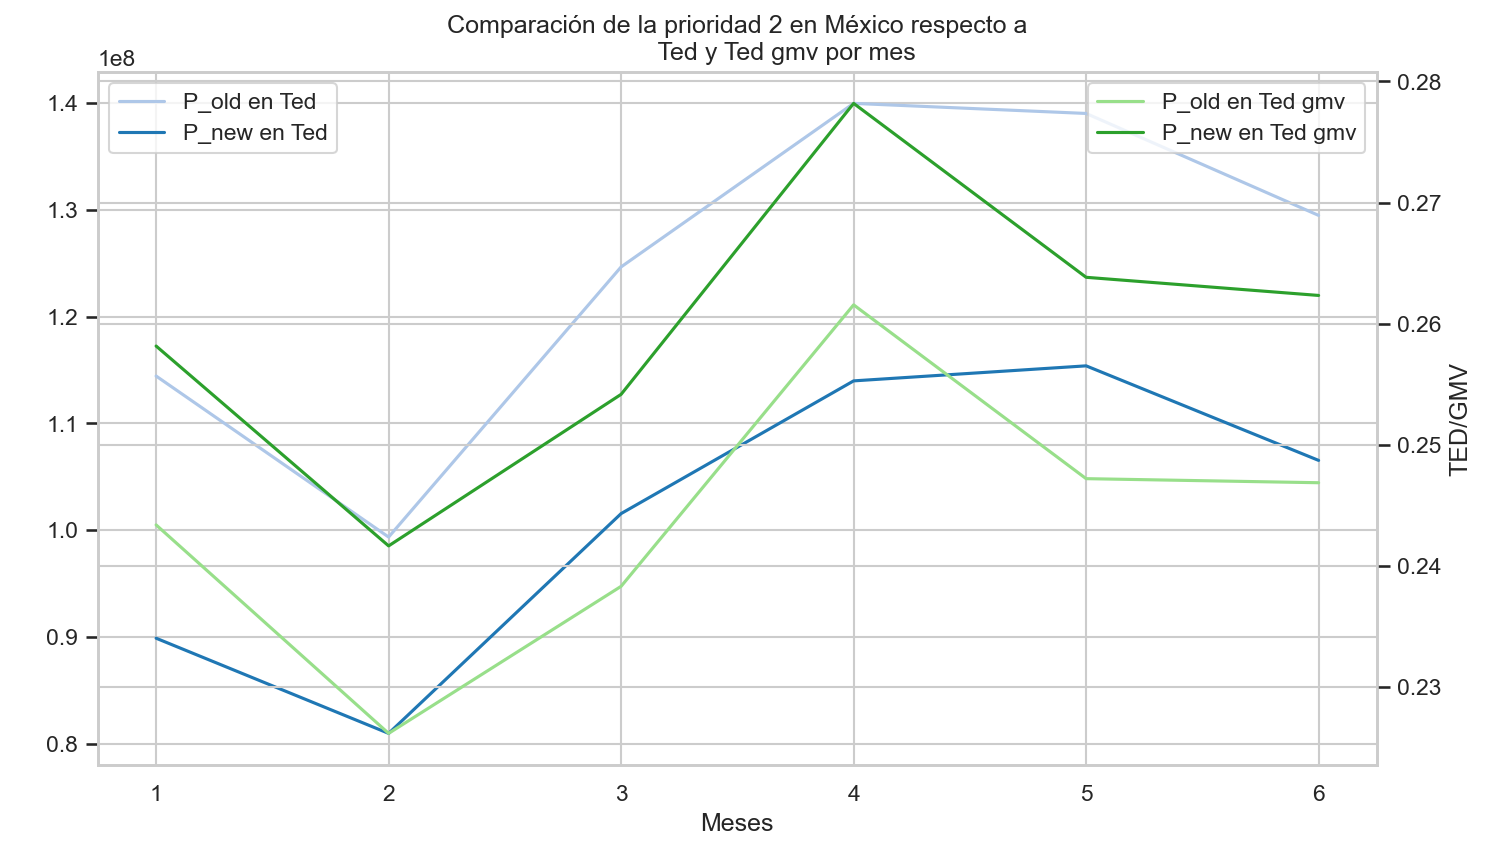 Comparación de la prioridad 2 en México respecto a
Ted y Ted gmv por mes
1e8
P_old en Ted
P_new en Ted
P_old en Ted gmv
P_new en Ted gmv
1.4
1.3
1.2
1.1
1.0
0.9
0.8
0.28
0.27
0.26
0.25
0.24
0.23
TED/GMV
1 2 3 4 5 6
Meses